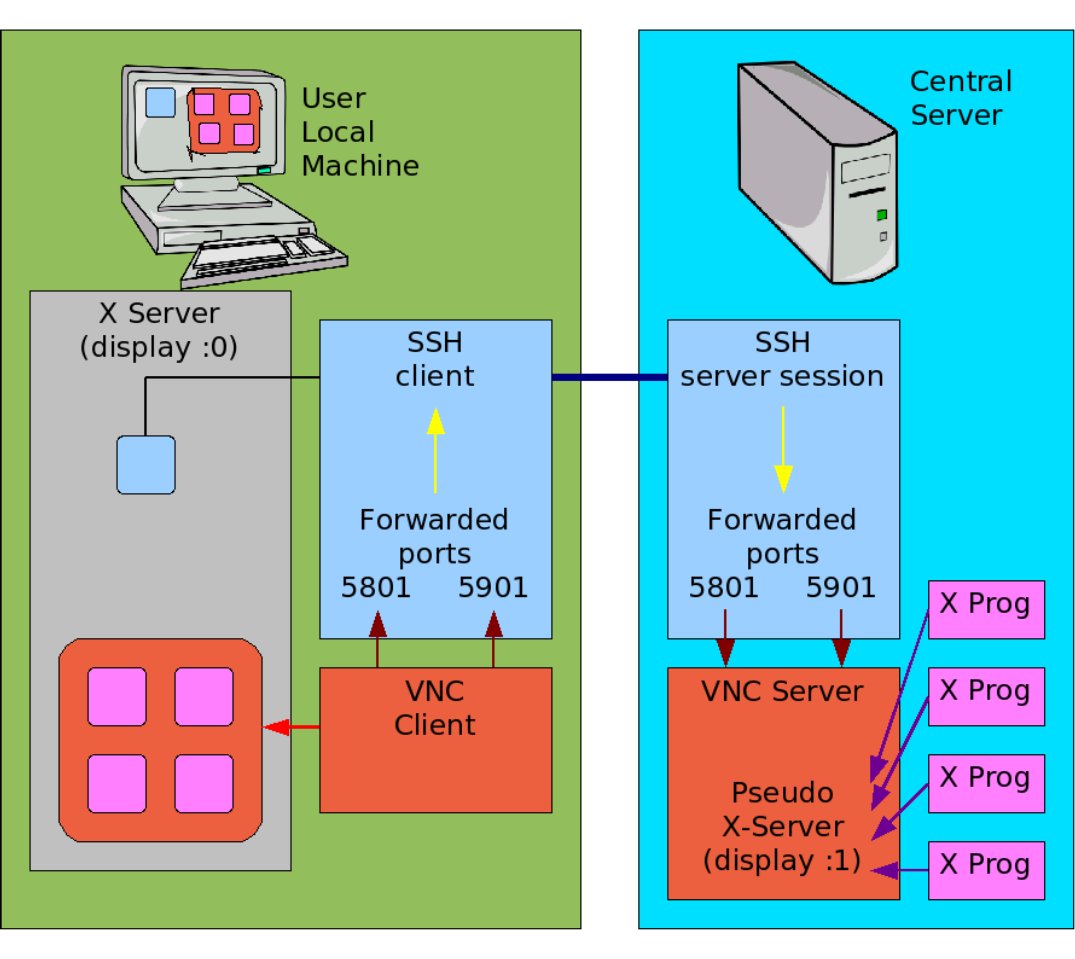 User
Local
Machine
Central
Server
X Server
(display :0)
SSH
client
Forwarded
ports
5801 5901
VNC
Client
SSH
server session
Forwarded
ports
5801 5901
VNC Server
Pseudo
X-Server
(display :1)
X Prog
X Prog
X Prog
X Prog